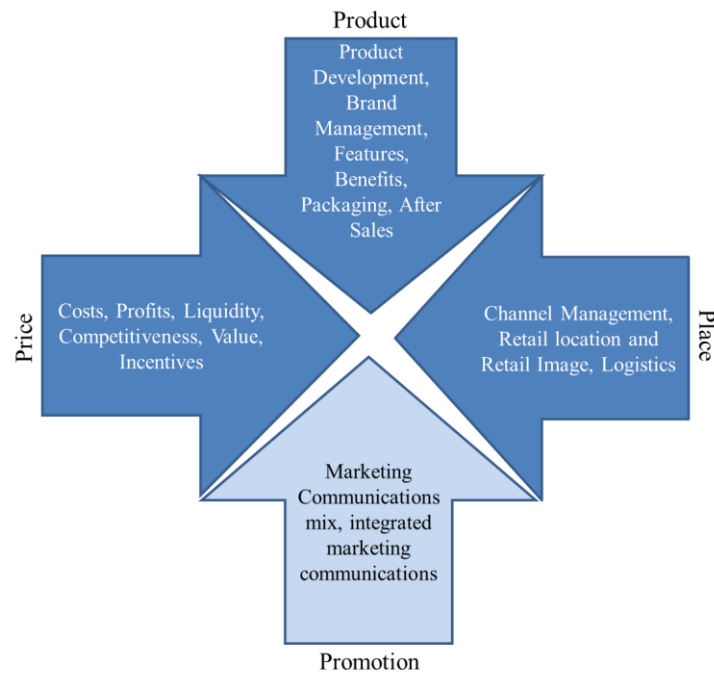 Product
Product
Development,
Brand
Management,
Features,
Benefits,
Packaging, After
Sales
Price
Costs, Profits, Liquidity,
Competitiveness, Value,
Incentives
Channel Management,
Retail location and
Retail Image, Logistics
Place
Marketing
Communications
mix, integrated
marketing
communications
Promotion